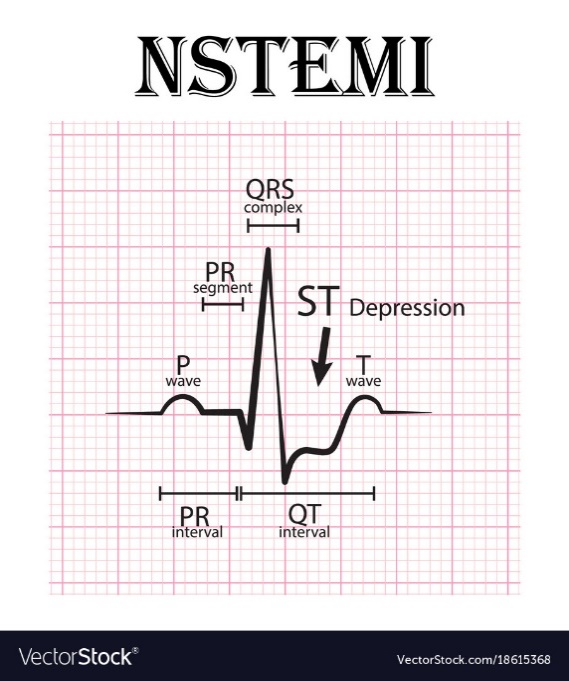 NSTEMI
QRS
complex
PR
segment
ST Depression
P
wave
T
wave
PR
interval
QT
interval
VectorStock®
VectorStock.com/18615368